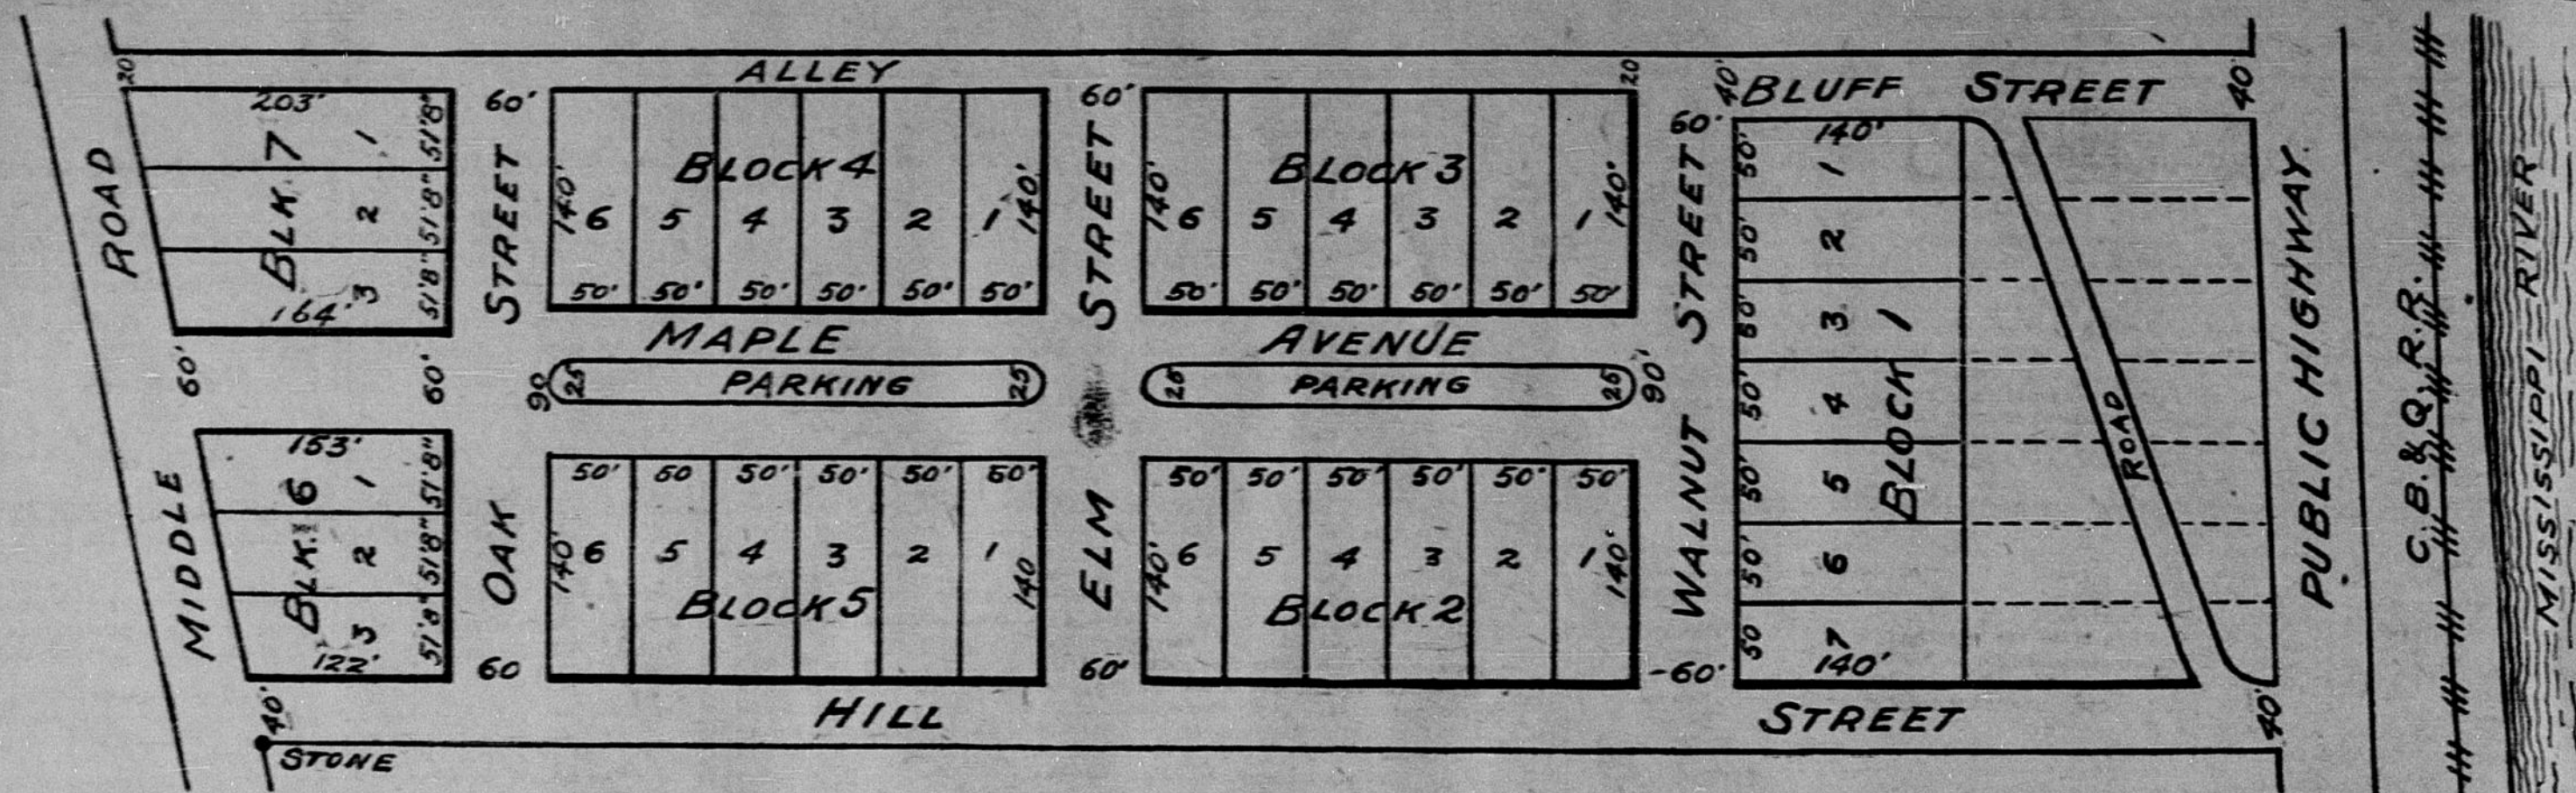 ALLEY
20
203'
BLK. 7
1
51'8"
2
51'8"
3
51'8"
164'
60'
60'
ROAD
MIDDLE
153'
BLK. 6
1
51'8"
2
51'8"
3
51'8"
122'
40'
STONE
60'
STREET
OAK
60
140'
BLOCK 4
140'
6 5 4 3 2 1
50' 50' 50' 50' 50' 50'
MAPLE AVENUE
90
25 PARKING 25
25 PARKING 25
90'
50' 60 50' 50' 50' 60'
140'
6 5 4 3 2 1
140
BLOCK 5
60'
STREET
ELM
60'
20
140'
BLOCK 3
140'
6 5 4 3 2 1
50' 50' 50' 60' 50' 50'
50' 50' 50' 50' 50' 50'
140'
6 5 4 3 2 1
140'
BLOCK 2
HILL STREET
60'
WALNUT STREET
-60'
40'
BLUFF STREET
40'
140'
50' 1
50' 2
60' 3
50' 4
50' 5
50' 6
50 7
140'
BLOCK 1
ROAD
40'
PUBLIC HIGHWAY.
C. B. & Q. R. R.
MISSISSIPPI RIVER